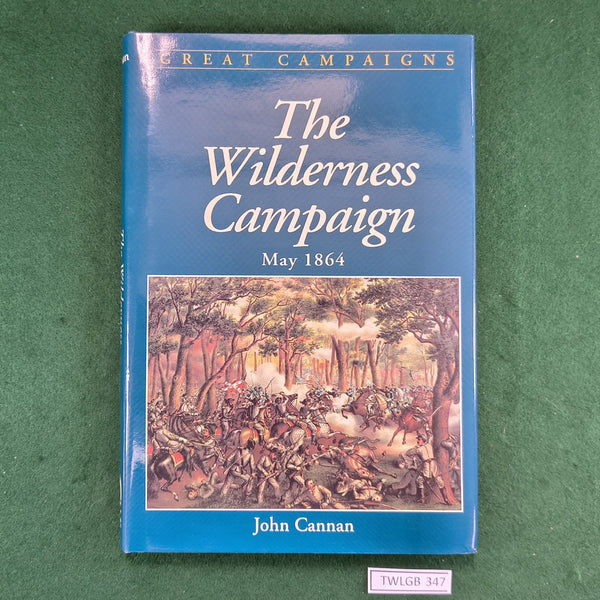 GREAT CAMPAIGNS
The
Wilderness
Campaign
May 1864
John Cannan
TWLGB 347